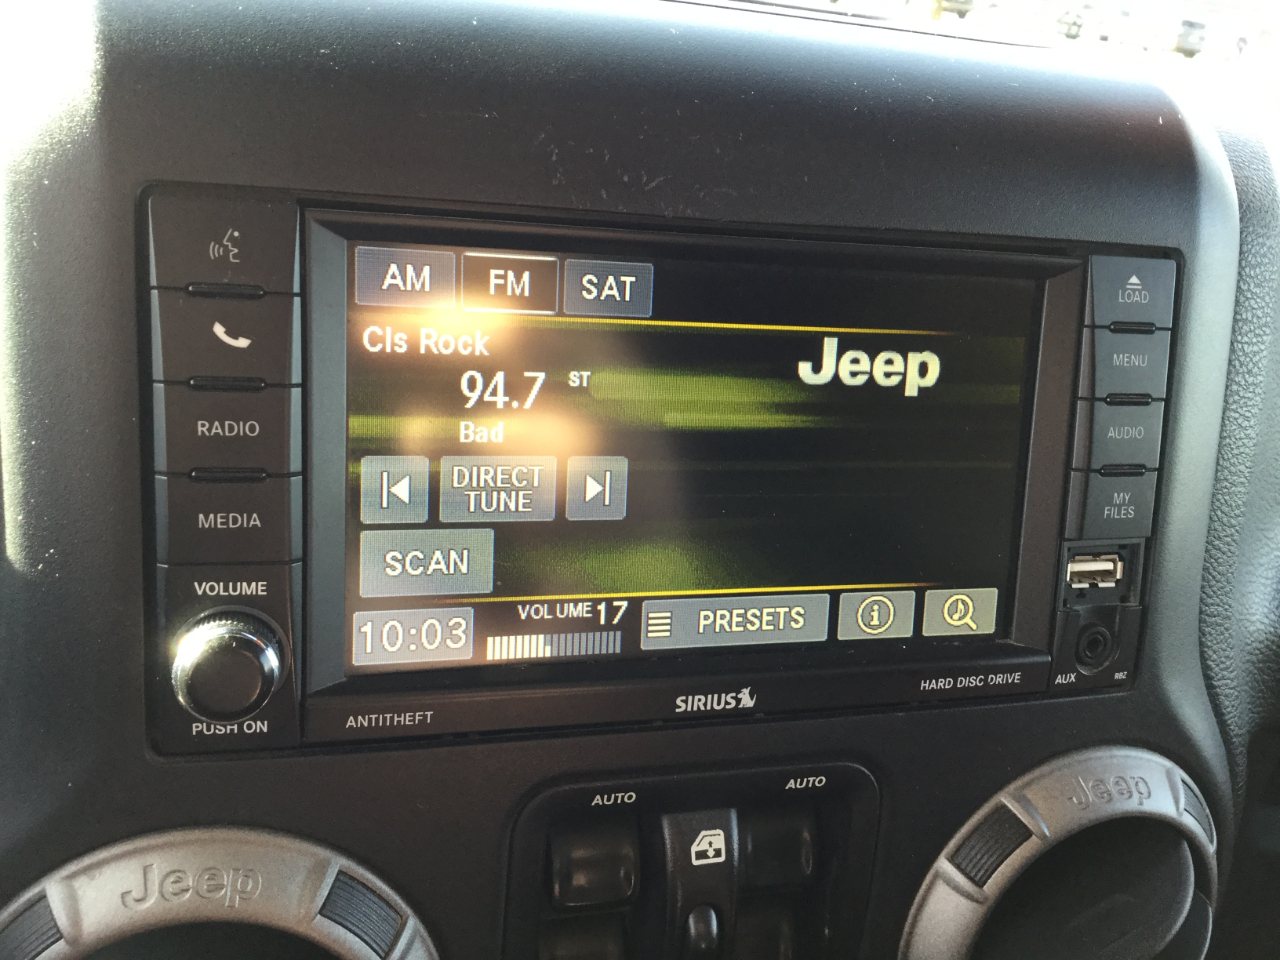 AM FM SAT
Cls Rock
94.7 ST
Bad
Jeep
DIRECT
TUNE
SCAN
10:03
VOLUME 17
PRESETS
RADIO
MEDIA
VOLUME
PUSH ON
LOAD
MENU
AUDIO
MY
FILES
AUX
RBZ
ANTITHEFT
SIRIUS
HARD DISC DRIVE
AUTO
AUTO
Jeep
Jeep